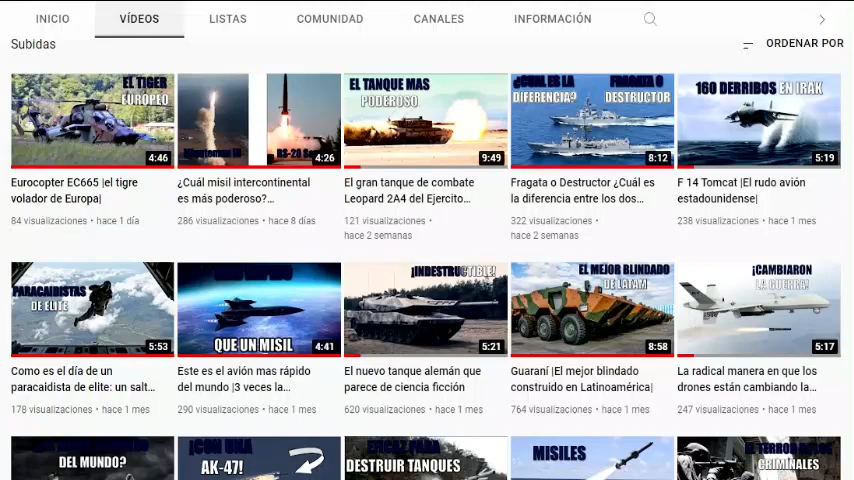 INICIO
VÍDEOS
LISTAS
COMUNIDAD
CANALES
INFORMACIÓN
Subidas
ORDENAR POR
EL TIGER
EUROPEO
4:46
4:26
EL TANQUE MAS
PODEROSO
9:49
¿CUAL ES LA
DIFERENCIA?
FRAGATA O
DESTRUCTOR
8:12
160 DERRIBOS EN IRAK
5:19
Eurocopter EC665 |el tigre
volador de Europa|
84 visualizaciones • hace 1 día
¿Cuál misil intercontinental
es más poderoso?...
286 visualizaciones • hace 8 días
El gran tanque de combate
Leopard 2A4 del Ejercito...
121 visualizaciones •
hace 2 semanas
Fragata o Destructor ¿Cuál es
la diferencia entre los dos...
322 visualizaciones •
hace 2 semanas
F 14 Tomcat |El rudo avión
estadounidense|
238 visualizaciones • hace 1 mes
PARACAIDISTAS
DE ELITE
5:53
QUE UN MISIL
4:41
¡INDESTRUCTIBLE!
5:21
EL MEJOR BLINDADO
DE LATAM
8:58
¡CAMBIARON
LA GUERRA!
5:17
Como es el día de un
paracaidista de elite: un salt...
178 visualizaciones • hace 1 mes
Este es el avión mas rápido
del mundo |3 veces la...
290 visualizaciones • hace 1 mes
El nuevo tanque alemán que
parece de ciencia ficción
620 visualizaciones • hace 1 mes
Guaraní |El mejor blindado
construido en Latinoamérica|
764 visualizaciones • hace 1 mes
La radical manera en que los
drones están cambiando la...
247 visualizaciones • hace 1 mes
DEL MUNDO?
¡CON UNA
AK-47!
EFICAZ PARA
DESTRUIR TANQUES
MISILES
EL TERROR DE LOS
CRIMINALES